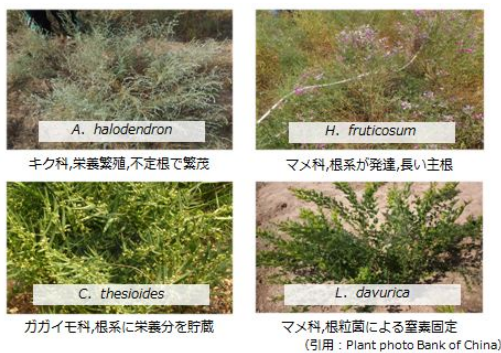 A. halodendron
H. fruticosum
キク科,栄養繁殖,不定根で繁茂
マメ科,根系が発達,長い主根
C. thesioides
L. davurica
ガガイモ科,根系に栄養分を貯蔵
マメ科,根粒菌による窒素固定
(引用：Plant photo Bank of China)